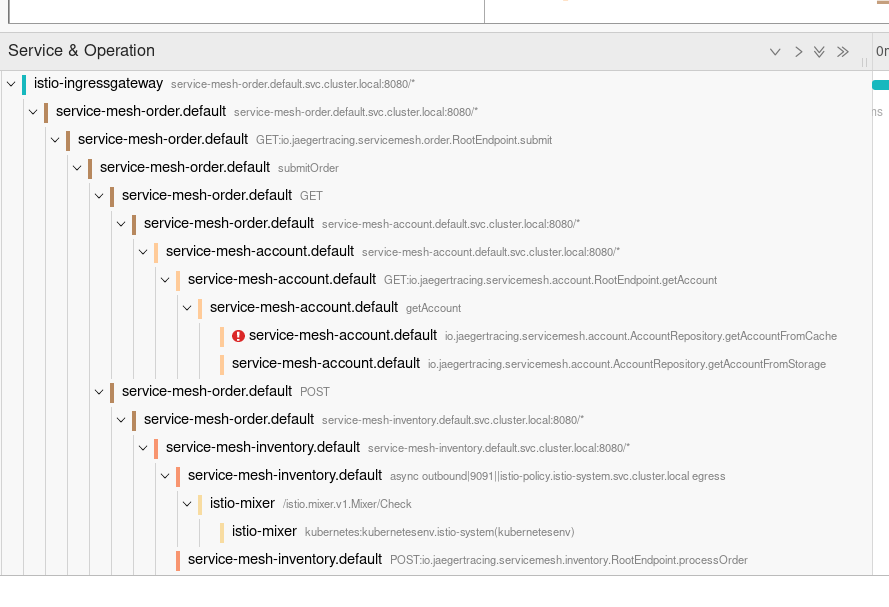 Service & Operation
istio-ingressgateway service-mesh-order.default.svc.cluster.local:8080/*
service-mesh-order.default service-mesh-order.default.svc.cluster.local:8080/*
service-mesh-order.default GET:io.jaegertracing.servicemesh.order.RootEndpoint.submit
service-mesh-order.default submitOrder
service-mesh-order.default GET
service-mesh-order.default service-mesh-account.default.svc.cluster.local:8080/*
service-mesh-account.default service-mesh-account.default.svc.cluster.local:8080/*
service-mesh-account.default GET:io.jaegertracing.servicemesh.account.RootEndpoint.getAccount
service-mesh-account.default getAccount
service-mesh-account.default io.jaegertracing.servicemesh.account.AccountRepository.getAccountFromCache
service-mesh-account.default io.jaegertracing.servicemesh.account.AccountRepository.getAccountFromStorage
service-mesh-order.default POST
service-mesh-order.default service-mesh-inventory.default.svc.cluster.local:8080/*
service-mesh-inventory.default service-mesh-inventory.default.svc.cluster.local:8080/*
service-mesh-inventory.default async outbound|9091||istio-policy.istio-system.svc.cluster.local egress
istio-mixer /istio.mixer.v1.Mixer/Check
istio-mixer kubernetes:kubernetesenv.istio-system(kubernetesenv)
service-mesh-inventory.default POST:io.jaegertracing.servicemesh.inventory.RootEndpoint.processOrder